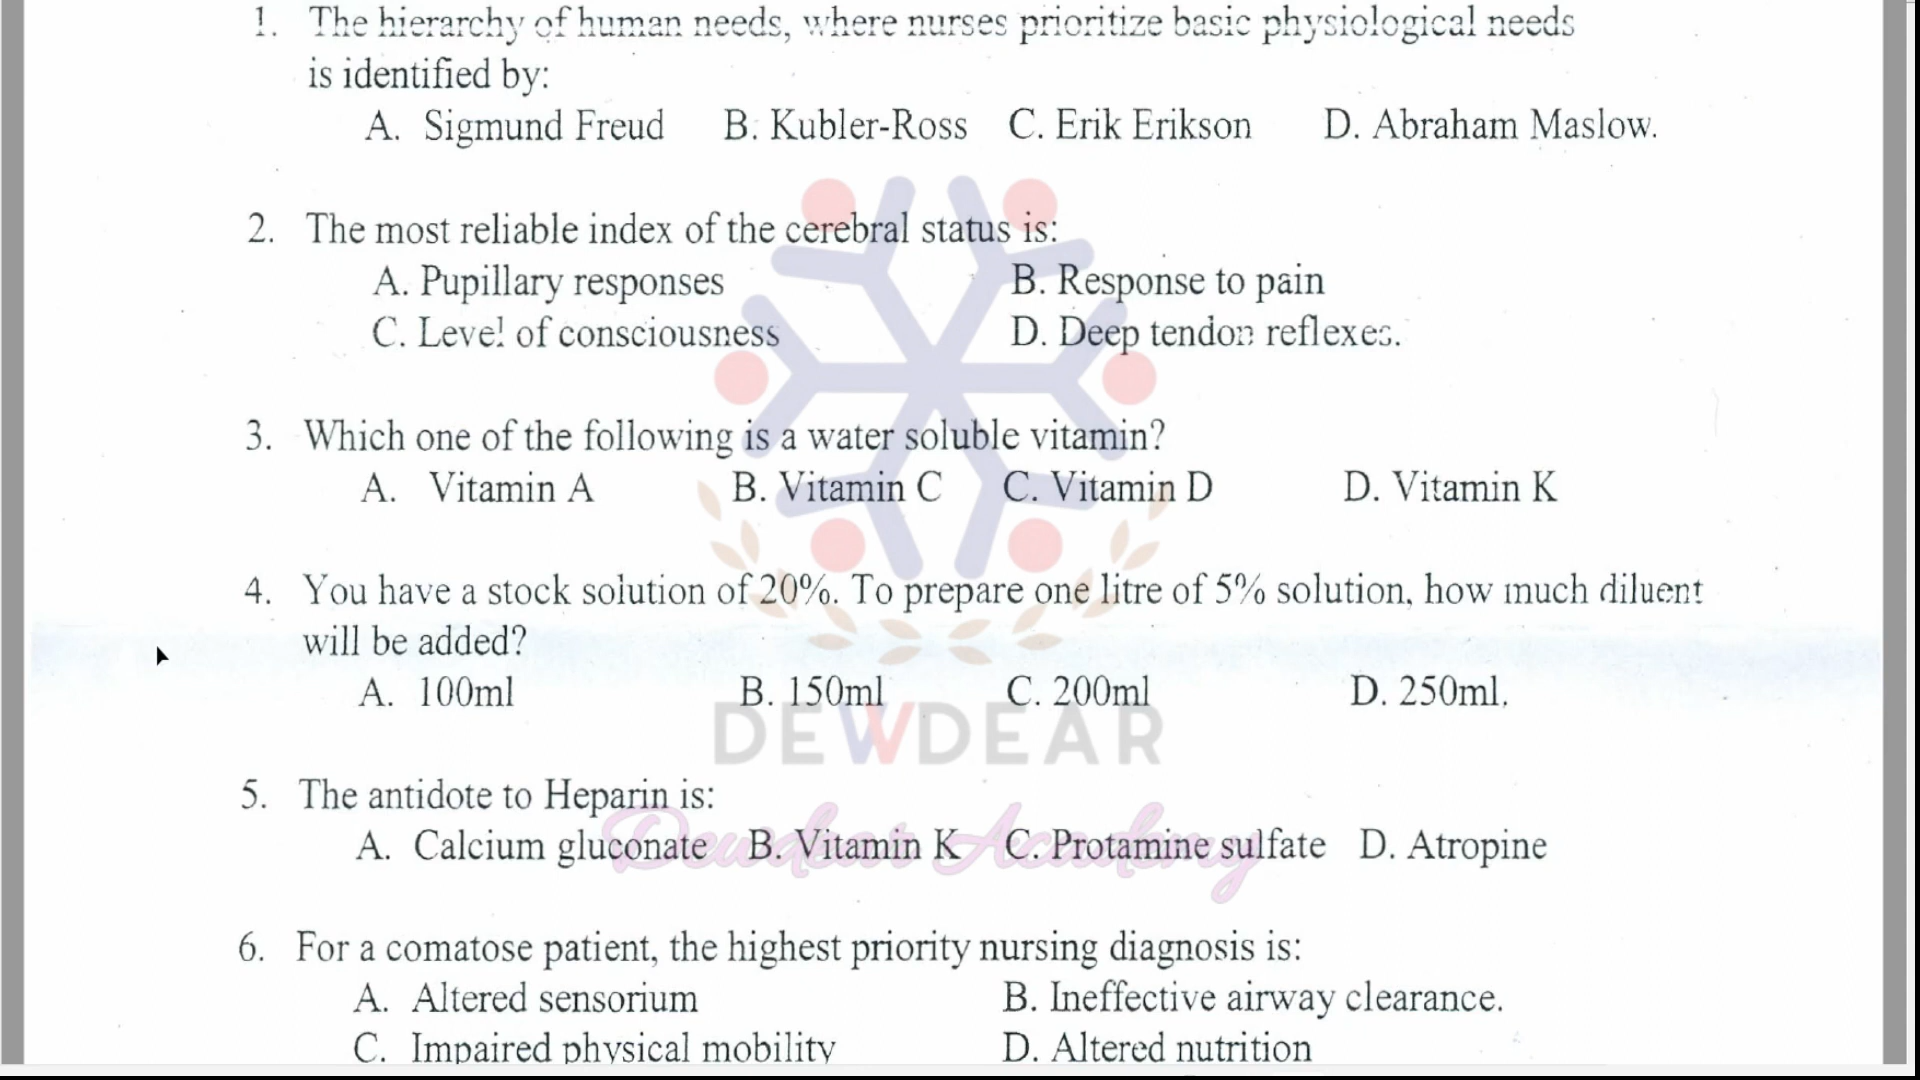 1. The hierarchy of human needs, where nurses prioritize basic physiological needs
is identified by:
A. Sigmund Freud B. Kubler-Ross C. Erik Erikson D. Abraham Maslow.
2. The most reliable index of the cerebral status is:
A. Pupillary responses B. Response to pain
C. Level of consciousness D. Deep tendon reflexes.
3. Which one of the following is a water soluble vitamin?
A. Vitamin A B. Vitamin C C. Vitamin D D. Vitamin K
4. You have a stock solution of 20%. To prepare one litre of 5% solution, how much diluent
will be added?
A. 100ml B. 150ml C. 200ml D. 250ml.
DEWDEAR
5. The antidote to Heparin is:
Dewdear Academy
A. Calcium gluconate B. Vitamin K C. Protamine sulfate D. Atropine
6. For a comatose patient, the highest priority nursing diagnosis is:
A. Altered sensorium B. Ineffective airway clearance.
C. Impaired physical mobility D. Altered nutrition